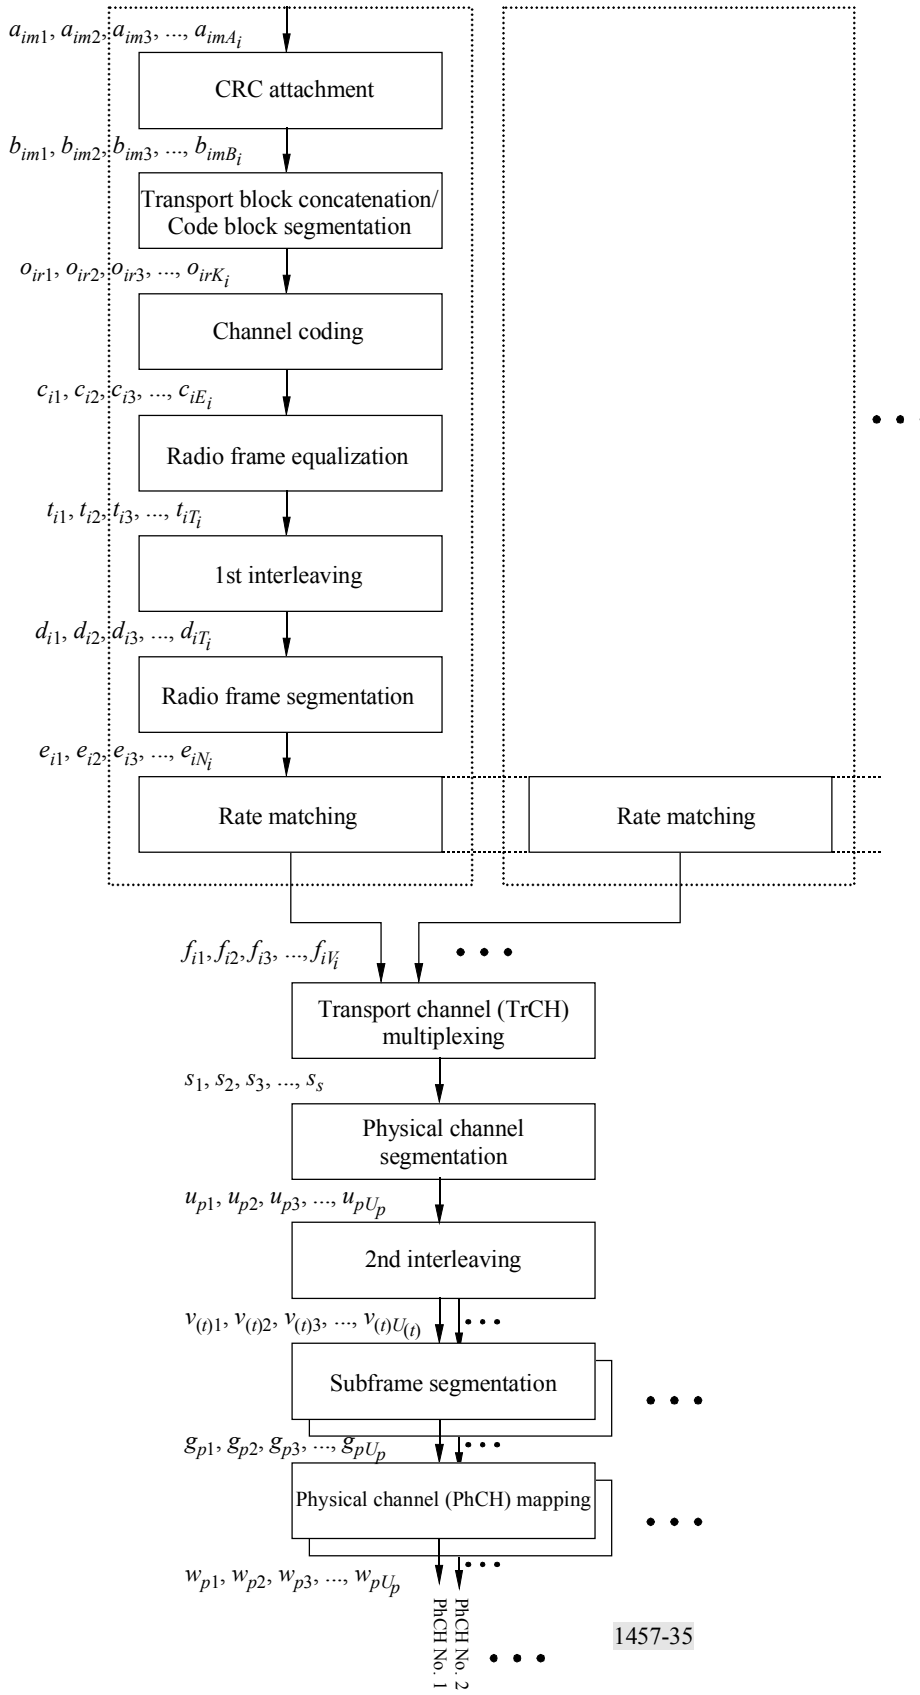 a_im1, a_im2, a_im3, ..., a_imA_i
CRC attachment
b_im1, b_im2, b_im3, ..., b_imB_i
Transport block concatenation/
Code block segmentation
o_ir1, o_ir2, o_ir3, ..., o_irK_i
Channel coding
c_i1, c_i2, c_i3, ..., c_iE_i
Radio frame equalization
t_i1, t_i2, t_i3, ..., t_iT_i
1st interleaving
d_i1, d_i2, d_i3, ..., d_iT_i
Radio frame segmentation
e_i1, e_i2, e_i3, ..., e_iN_i
Rate matching
Rate matching
f_i1, f_i2, f_i3, ..., f_iV_i
Transport channel (TrCH)
multiplexing
s_1, s_2, s_3, ..., s_s
Physical channel
segmentation
u_p1, u_p2, u_p3, ..., u_pU_p
2nd interleaving
v_(t)1, v_(t)2, v_(t)3, ..., v_(t)U_(t)
Subframe segmentation
g_p1, g_p2, g_p3, ..., g_pU_p
Physical channel (PhCH) mapping
w_p1, w_p2, w_p3, ..., w_pU_p
PhCH No. 1
PhCH No. 2
1457-35